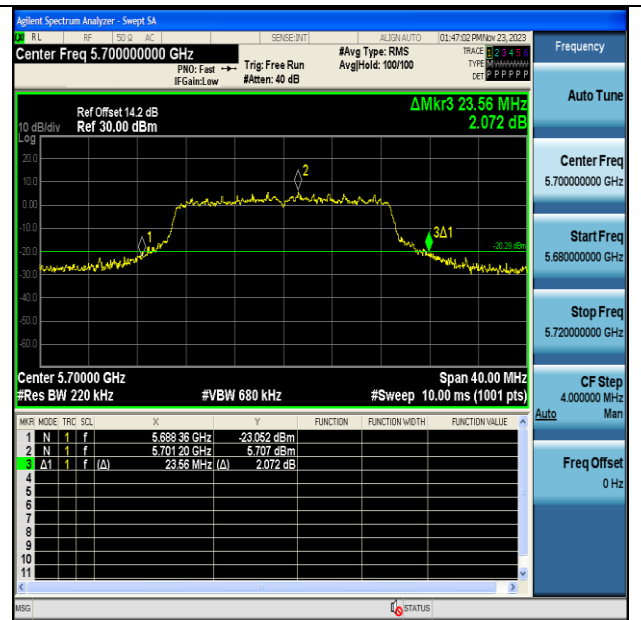 Agilent Spectrum Analyzer - Swept SA
RL RF 50 Ω AC SENSE:INT ALIGN AUTO 01:47:02 PM Nov 23, 2023
Center Freq 5.700000000 GHz
PNO: Fast
IFGain:Low
Trig: Free Run
#Atten: 40 dB
#Avg Type: RMS
Avg|Hold: 100/100
TRACE 1 2 3 4 5 6
TYPE MWWWWW
DET P P P P P P
Ref Offset 14.2 dB
10 dB/div Ref 30.00 dBm
Log
ΔMkr3 23.56 MHz
2.072 dB
20.0
10.0
0.00
-10.0
-20.0
-30.0
-40.0
-50.0
-60.0
1
2
3Δ1
-20.29 dBm
Center 5.70000 GHz Span 40.00 MHz
#Res BW 220 kHz #VBW 680 kHz #Sweep 10.00 ms (1001 pts)
MKR MODE TRC SCL X Y FUNCTION FUNCTION WIDTH FUNCTION VALUE
1 N 1 f 5.688 36 GHz -23.052 dBm
2 N 1 f 5.701 20 GHz 5.707 dBm
3 Δ1 1 f (Δ) 23.56 MHz (Δ) 2.072 dB
4
5
6
7
8
9
10
11
MSG STATUS
Frequency
Auto Tune
Center Freq
5.700000000 GHz
Start Freq
5.680000000 GHz
Stop Freq
5.720000000 GHz
CF Step
4.000000 MHz
Auto Man
Freq Offset
0 Hz